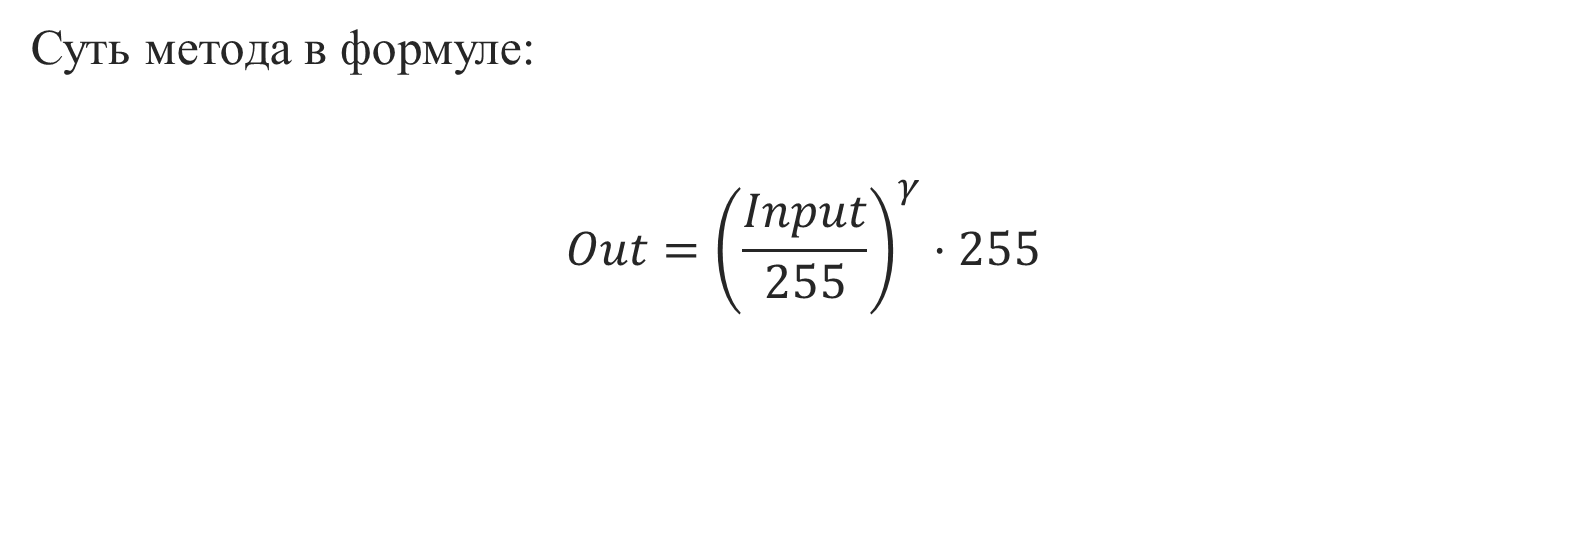 Суть метода в формуле:
Out = (Input/255)^γ · 255